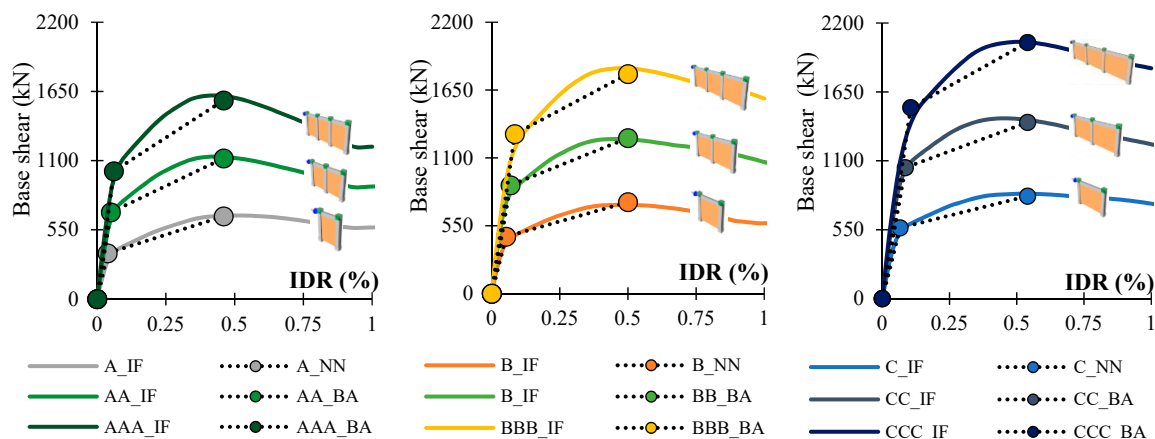 Base shear (kN)
2200
1650
1100
550
0
IDR (%)
0
0.25
0.5
0.75
1
A_IF
A_NN
AA_IF
AA_BA
AAA_IF
AAA_BA
Base shear (kN)
2200
1650
1100
550
0
IDR (%)
0
0.25
0.5
0.75
1
B_IF
B_NN
B_IF
BB_BA
BBB_IF
BBB_BA
Base shear (kN)
2200
1650
1100
550
0
IDR (%)
0
0.25
0.5
0.75
1
C_IF
C_NN
CC_IF
CC_BA
CCC_IF
CCC_BA